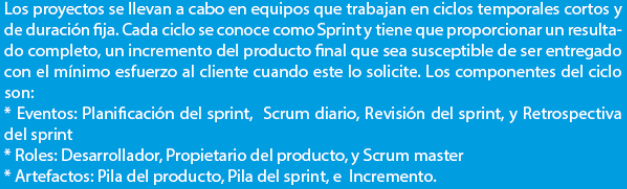 Los proyectos se llevan a cabo en equipos que trabajan en ciclos temporales cortos y
de duración fija. Cada ciclo se conoce como Sprint y tiene que proporcionar un resulta-
do completo, un incremento del producto final que sea susceptible de ser entregado
con el mínimo esfuerzo al cliente cuando este lo solicite. Los componentes del ciclo
son:
* Eventos: Planificación del sprint, Scrum diario, Revisión del sprint, y Retrospectiva
del sprint
* Roles: Desarrollador, Propietario del producto, y Scrum master
* Artefactos: Pila del producto, Pila del sprint, e Incremento.